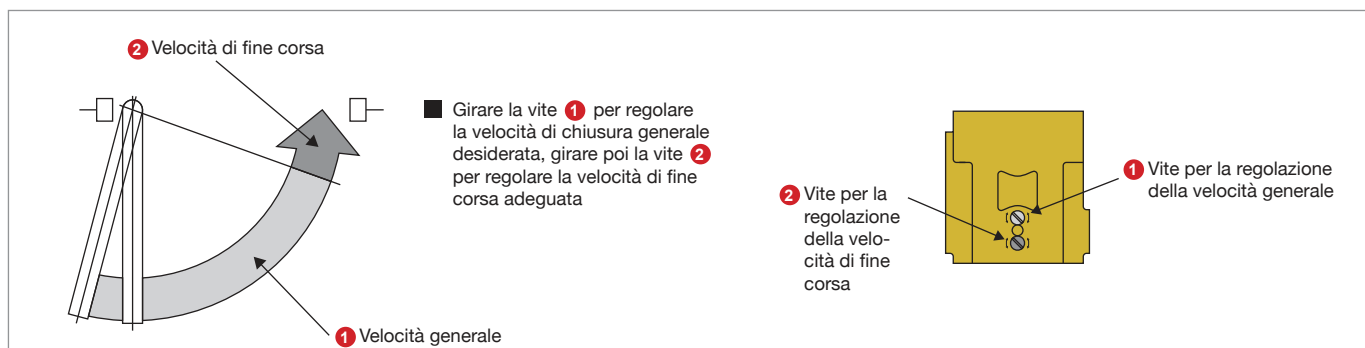 2 Velocità di fine corsa
■ Girare la vite 1 per regolare
la velocità di chiusura generale
desiderata, girare poi la vite 2
per regolare la velocità di fine
corsa adeguata
1 Velocità generale
2 Vite per la
regolazione
della velo-
cità di fine
corsa
1 Vite per la regolazione
della velocità generale